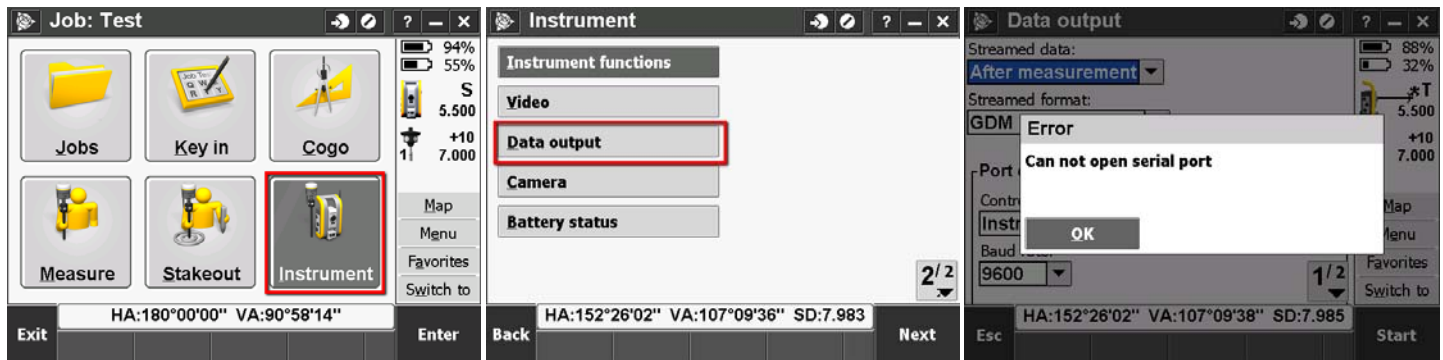 Job: Test
? – ×
94%
55%
Jobs
Key in
Cogo
S
5.500
+10
1 7.000
Measure
Stakeout
Instrument
Map
Menu
Favorites
Switch to
HA:180°00'00" VA:90°58'14"
Exit
Enter
Instrument
? – ×
Instrument functions
Video
Data output
Camera
Battery status
2/2
HA:152°26'02" VA:107°09'36" SD:7.983
Back
Next
Data output
? – ×
Streamed data:
After measurement
Streamed format:
GDM
88%
32%
T
5.500
+10
7.000
Error
Can not open serial port
OK
Port
Contr
Instr
Baud
9600
1/2
Map
Menu
Favorites
Switch to
HA:152°26'02" VA:107°09'38" SD:7.985
Esc
Start